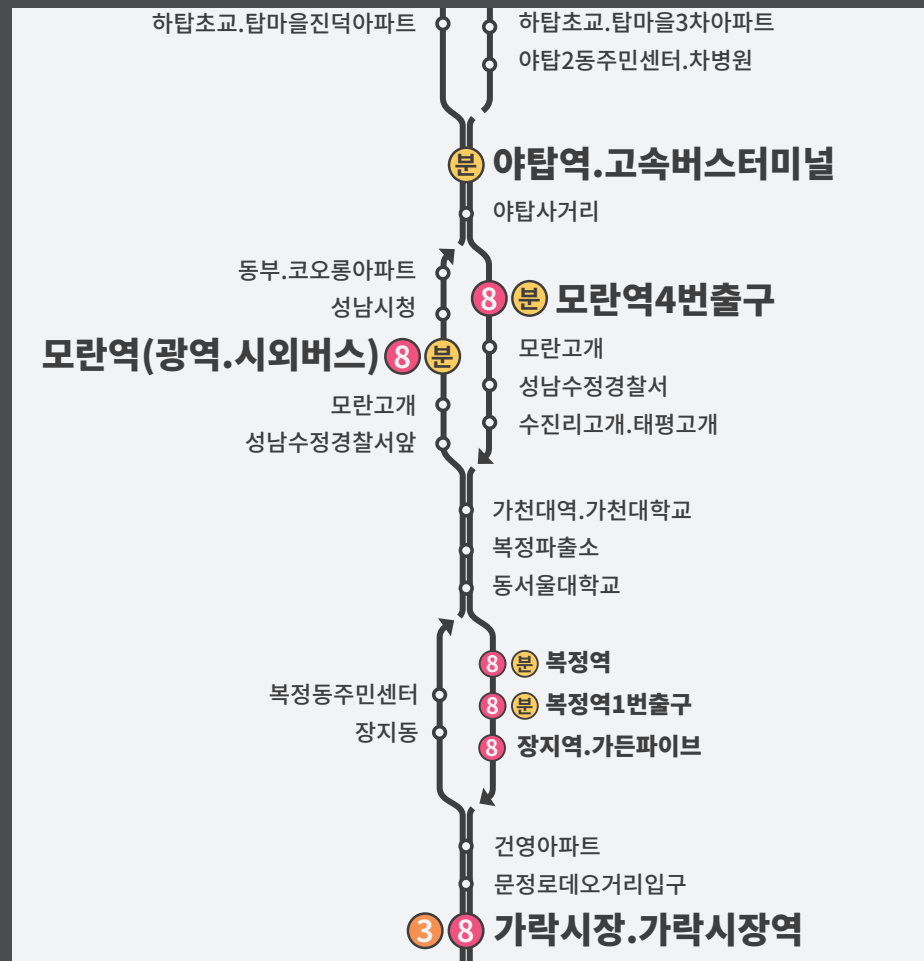 하탑초교.탑마을진덕아파트
하탑초교.탑마을3차아파트
야탑2동주민센터.차병원
분 야탑역.고속버스터미널
야탑사거리
동부.코오롱아파트
성남시청
8 분 모란역4번출구
모란역(광역.시외버스) 8 분
모란고개
성남수정경찰서
수진리고개.태평고개
모란고개
성남수정경찰서앞
가천대역.가천대학교
복정파출소
동서울대학교
8 분 복정역
8 분 복정역1번출구
8 장지역.가든파이브
복정동주민센터
장지동
건영아파트
문정로데오거리입구
3 8 가락시장.가락시장역